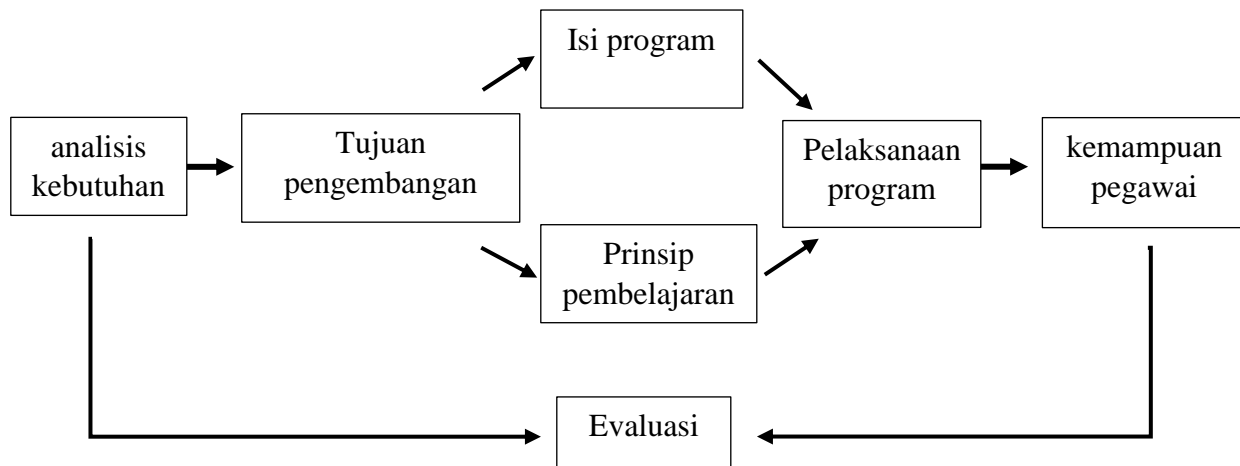 analisis
kebutuhan
Tujuan
pengembangan
Isi program
Prinsip
pembelajaran
Pelaksanaan
program
kemampuan
pegawai
Evaluasi